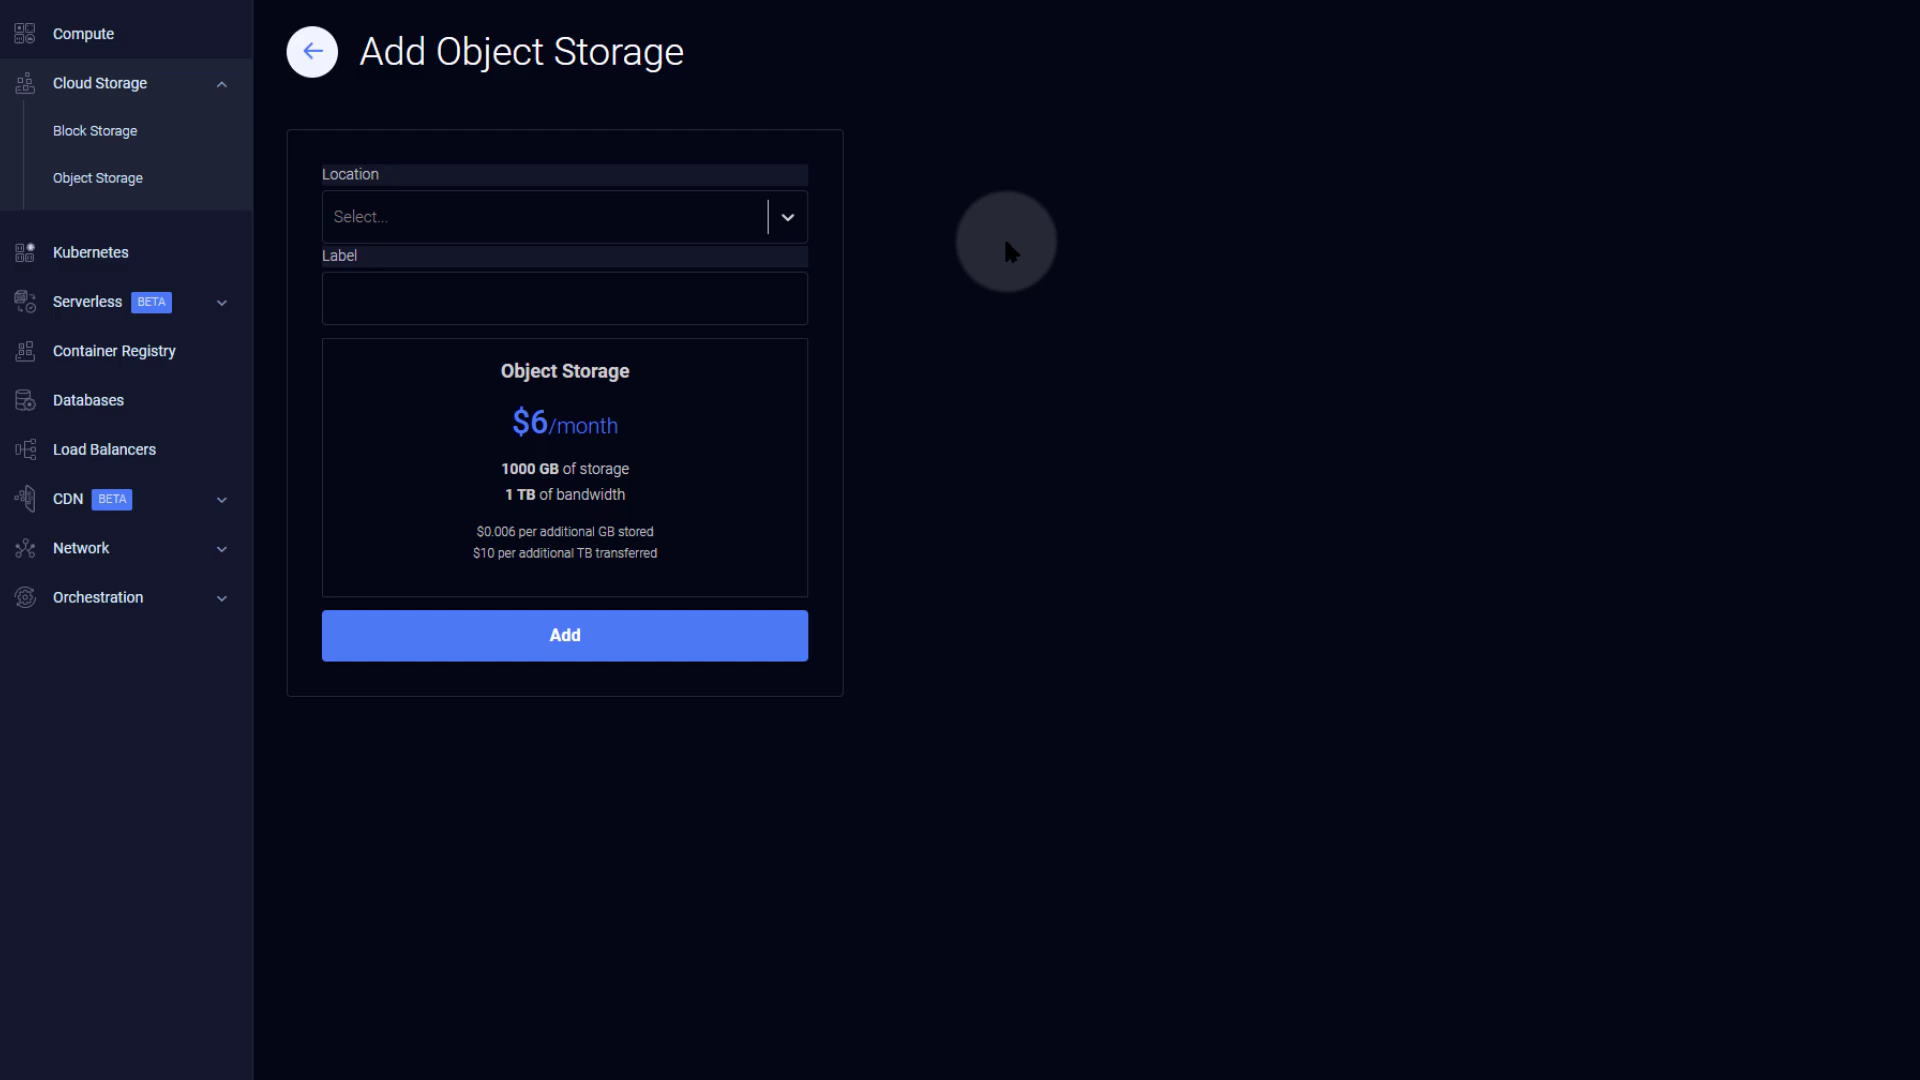 Compute
Cloud Storage
Block Storage
Object Storage
Kubernetes
Serverless BETA
Container Registry
Databases
Load Balancers
CDN BETA
Network
Orchestration
Add Object Storage
Location
Select...
Label
Object Storage
$6/month
1000 GB of storage
1 TB of bandwidth
$0.006 per additional GB stored
$10 per additional TB transferred
Add